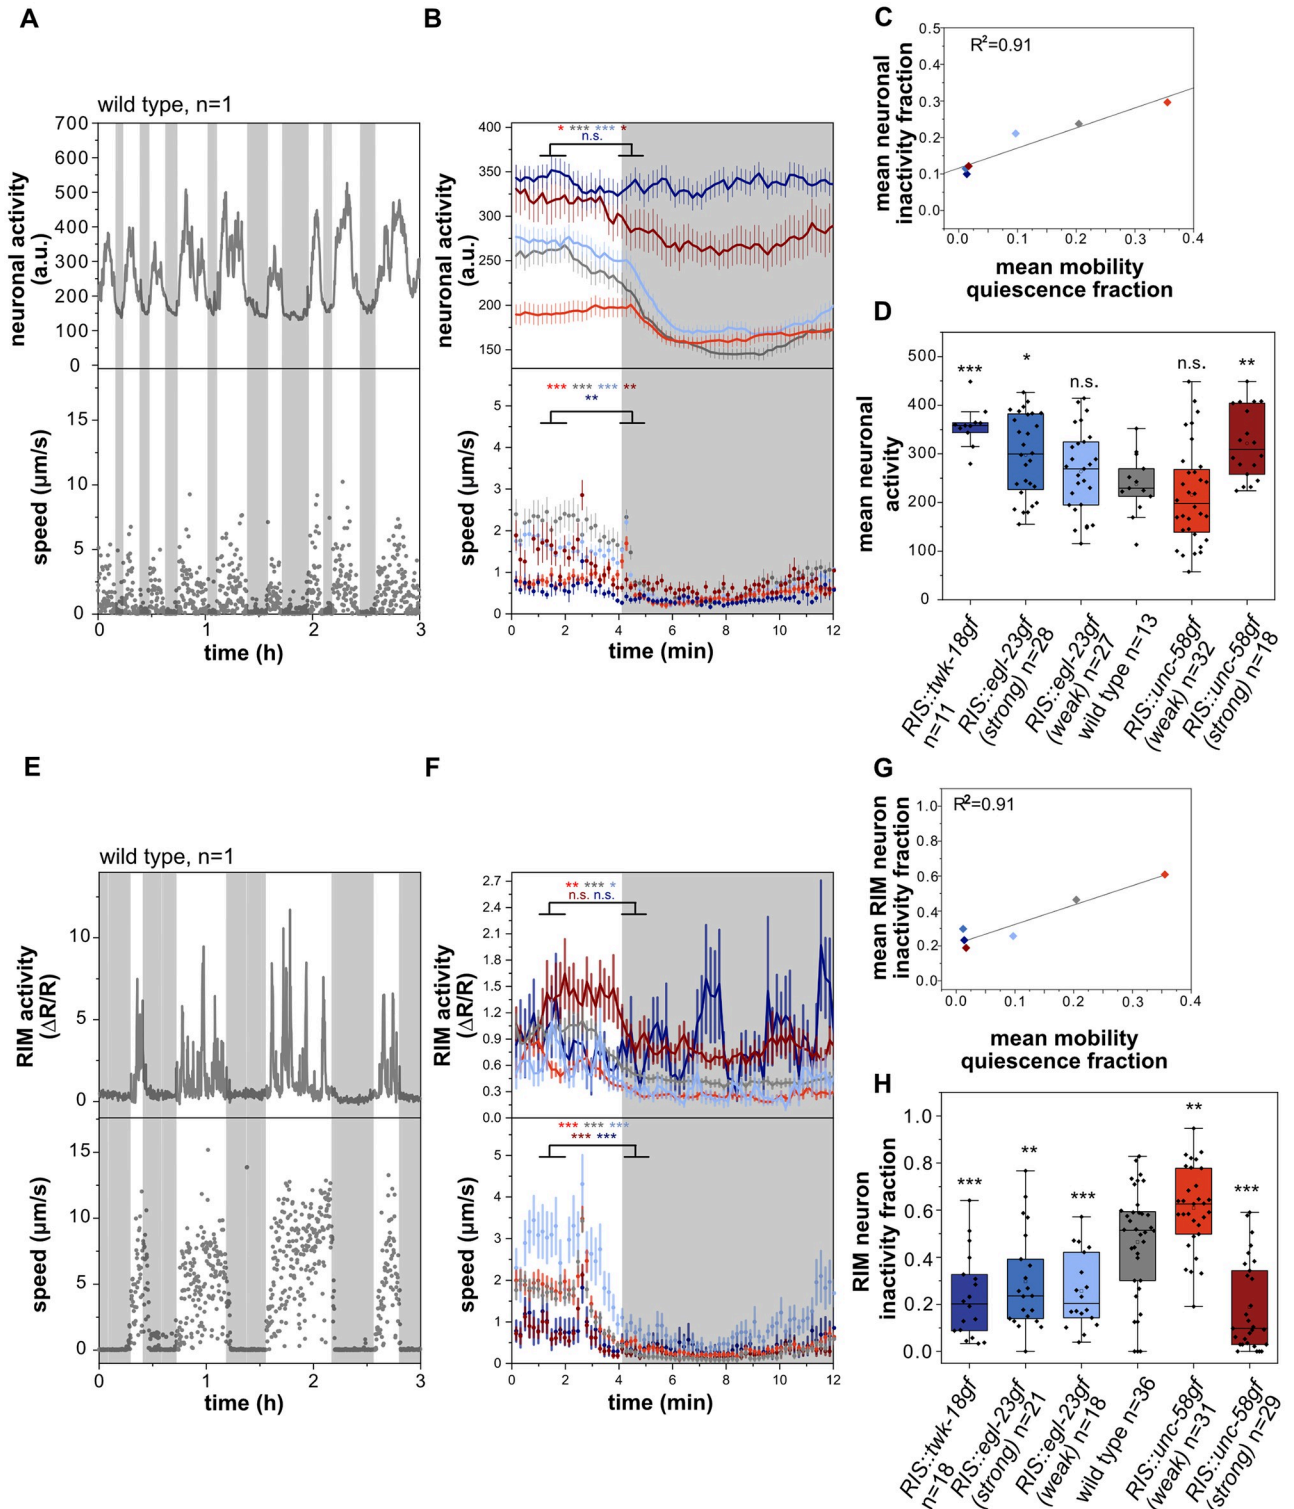 A
wild type, n=1
neuronal activity
(a.u.)
700
600
500
400
300
200
100
0
speed (µm/s)
15
10
5
0
0
1
2
3
time (h)
B
neuronal activity
(a.u.)
400
350
300
250
200
150
* *** *** *
n.s.
speed (µm/s)
5
4
3
2
1
0
*** *** *** **
**
0
2
4
6
8
10
12
time (min)
C
mean neuronal
inactivity fraction
0.5
0.4
0.3
0.2
0.1
0.0
R²=0.91
0.0
0.1
0.2
0.3
0.4
mean mobility
quiescence fraction
D
mean neuronal
activity
500
400
300
200
100
0
***
*
n.s.
n.s.
**
RIS::twk-18gf
n=11
RIS::egl-23gf
(strong) n=28
RIS::egl-23gf
(weak) n=27
wild type n=13
RIS::unc-58gf
(weak) n=32
RIS::unc-58gf
(strong) n=18
E
wild type, n=1
RIM activity
(ΔR/R)
10
5
0
speed (µm/s)
15
10
5
0
0
1
2
3
time (h)
F
RIM activity
(ΔR/R)
2.7
2.4
2.1
1.8
1.5
1.2
0.9
0.6
0.3
0.0
** *** *
n.s. n.s.
speed (µm/s)
5
4
3
2
1
0
*** *** ***
*** ***
0
2
4
6
8
10
12
time (min)
G
mean RIM neuron
inactivity fraction
1.0
0.8
0.6
0.4
0.2
0.0
R²=0.91
0.0
0.1
0.2
0.3
0.4
mean mobility
quiescence fraction
H
RIM neuron
inactivity fraction
1.0
0.8
0.6
0.4
0.2
0.0
***
**
***
**
***
RIS::twk-18gf
n=18
RIS::egl-23gf
(strong) n=21
RIS::egl-23gf
(weak) n=18
wild type n=36
RIS::unc-58gf
(weak) n=31
RIS::unc-58gf
(strong) n=29